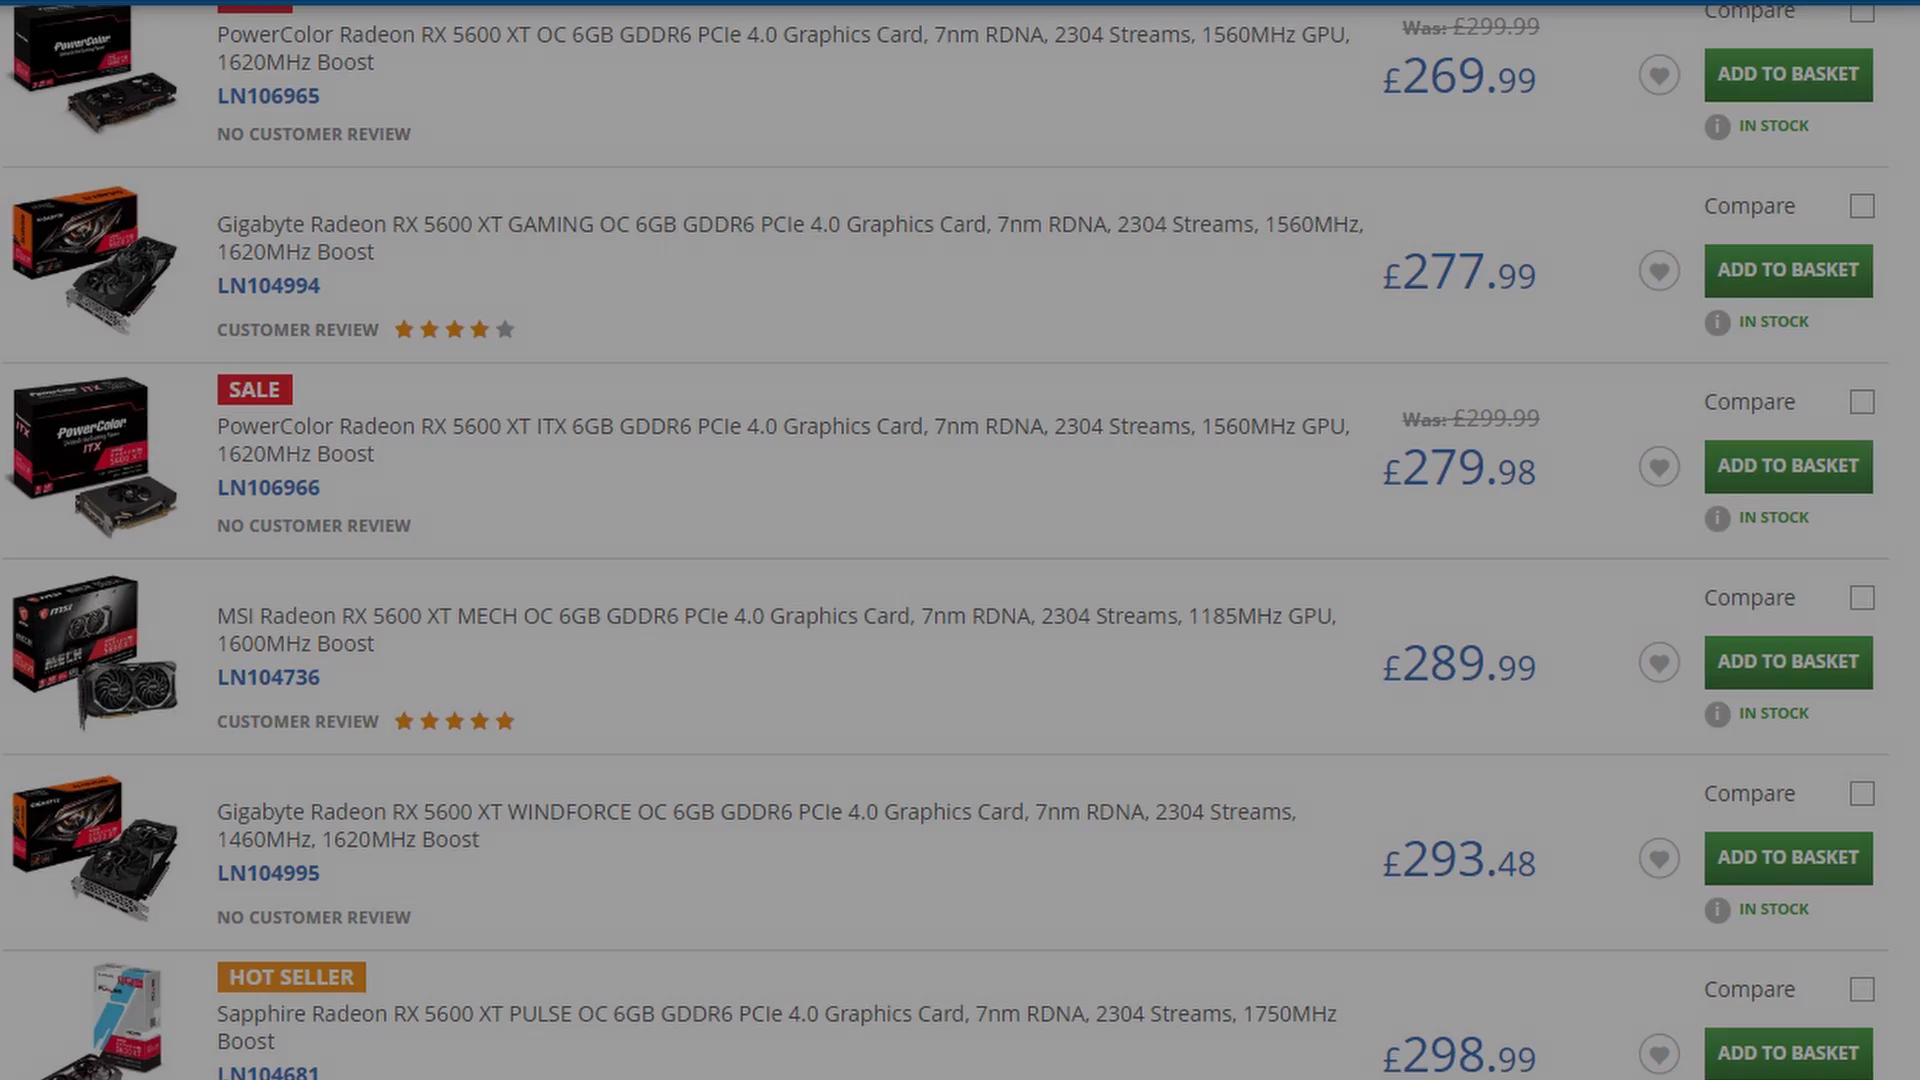 Compare
PowerColor Radeon RX 5600 XT OC 6GB GDDR6 PCIe 4.0 Graphics Card, 7nm RDNA, 2304 Streams, 1560MHz GPU,
1620MHz Boost
LN106965
NO CUSTOMER REVIEW
Was: £299.99
£269.99
ADD TO BASKET
IN STOCK
PowerColor
Gigabyte Radeon RX 5600 XT GAMING OC 6GB GDDR6 PCIe 4.0 Graphics Card, 7nm RDNA, 2304 Streams, 1560MHz,
1620MHz Boost
LN104994
CUSTOMER REVIEW
£277.99
Compare
ADD TO BASKET
IN STOCK
SALE
PowerColor Radeon RX 5600 XT ITX 6GB GDDR6 PCIe 4.0 Graphics Card, 7nm RDNA, 2304 Streams, 1560MHz GPU,
1620MHz Boost
LN106966
NO CUSTOMER REVIEW
Was: £299.99
£279.98
Compare
ADD TO BASKET
IN STOCK
PowerColor
ITX
MSI Radeon RX 5600 XT MECH OC 6GB GDDR6 PCIe 4.0 Graphics Card, 7nm RDNA, 2304 Streams, 1185MHz GPU,
1600MHz Boost
LN104736
CUSTOMER REVIEW
£289.99
Compare
ADD TO BASKET
IN STOCK
msi
MECH
Gigabyte Radeon RX 5600 XT WINDFORCE OC 6GB GDDR6 PCIe 4.0 Graphics Card, 7nm RDNA, 2304 Streams,
1460MHz, 1620MHz Boost
LN104995
NO CUSTOMER REVIEW
£293.48
Compare
ADD TO BASKET
IN STOCK
HOT SELLER
Sapphire Radeon RX 5600 XT PULSE OC 6GB GDDR6 PCIe 4.0 Graphics Card, 7nm RDNA, 2304 Streams, 1750MHz
Boost
LN104681
£298.99
Compare
ADD TO BASKET